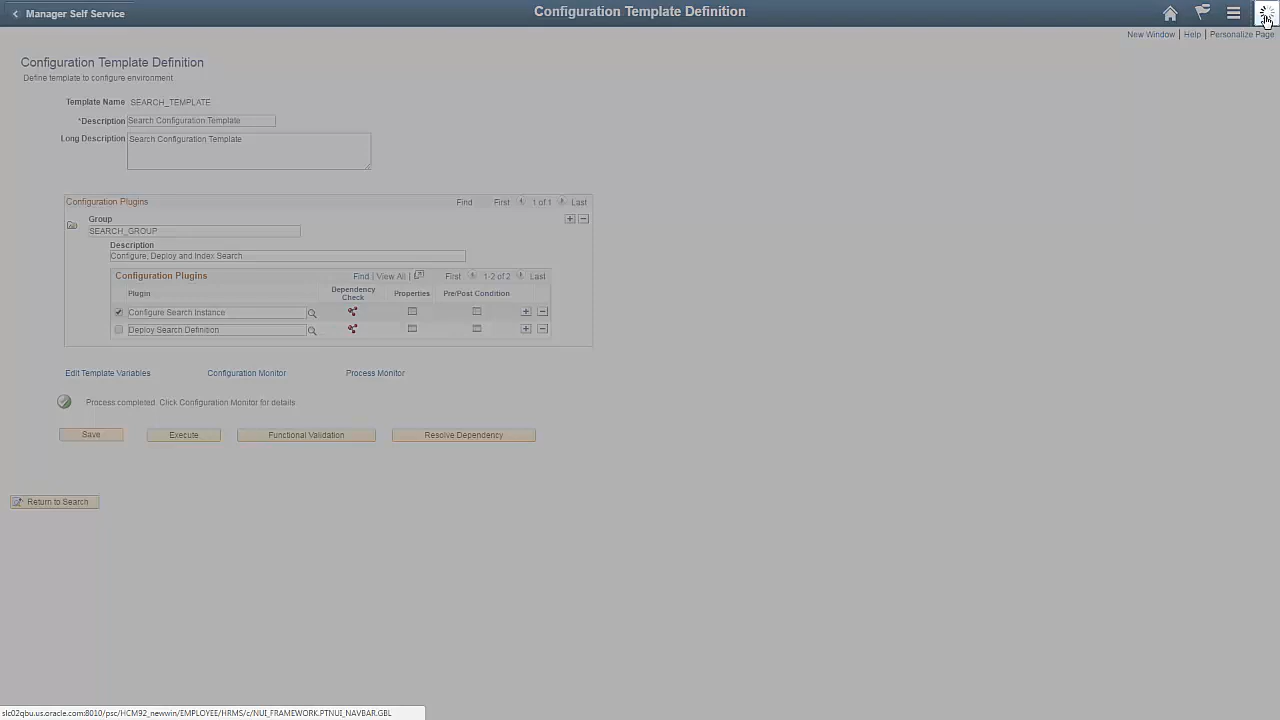 Manager Self Service
Configuration Template Definition
New Window | Help | Personalize Page
Configuration Template Definition
Define template to configure environment
Template Name SEARCH_TEMPLATE
*Description Search Configuration Template
Long Description Search Configuration Template
Configuration Plugins Find First 1 of 1 Last
Group
SEARCH_GROUP
Description
Configure, Deploy and Index Search
Configuration Plugins Find | View All | First 1-2 of 2 Last
Plugin Dependency Check Properties Pre/Post Condition
Configure Search Instance
Deploy Search Definition
Edit Template Variables Configuration Monitor Process Monitor
Process completed. Click Configuration Monitor for details
Save Execute Functional Validation Resolve Dependency
Return to Search
slc02qbu.us.oracle.com:8010/psc/HCM92_newwin/EMPLOYEE/HRMS/c/NUI_FRAMEWORK.PTNUI_NAVBAR.GBL